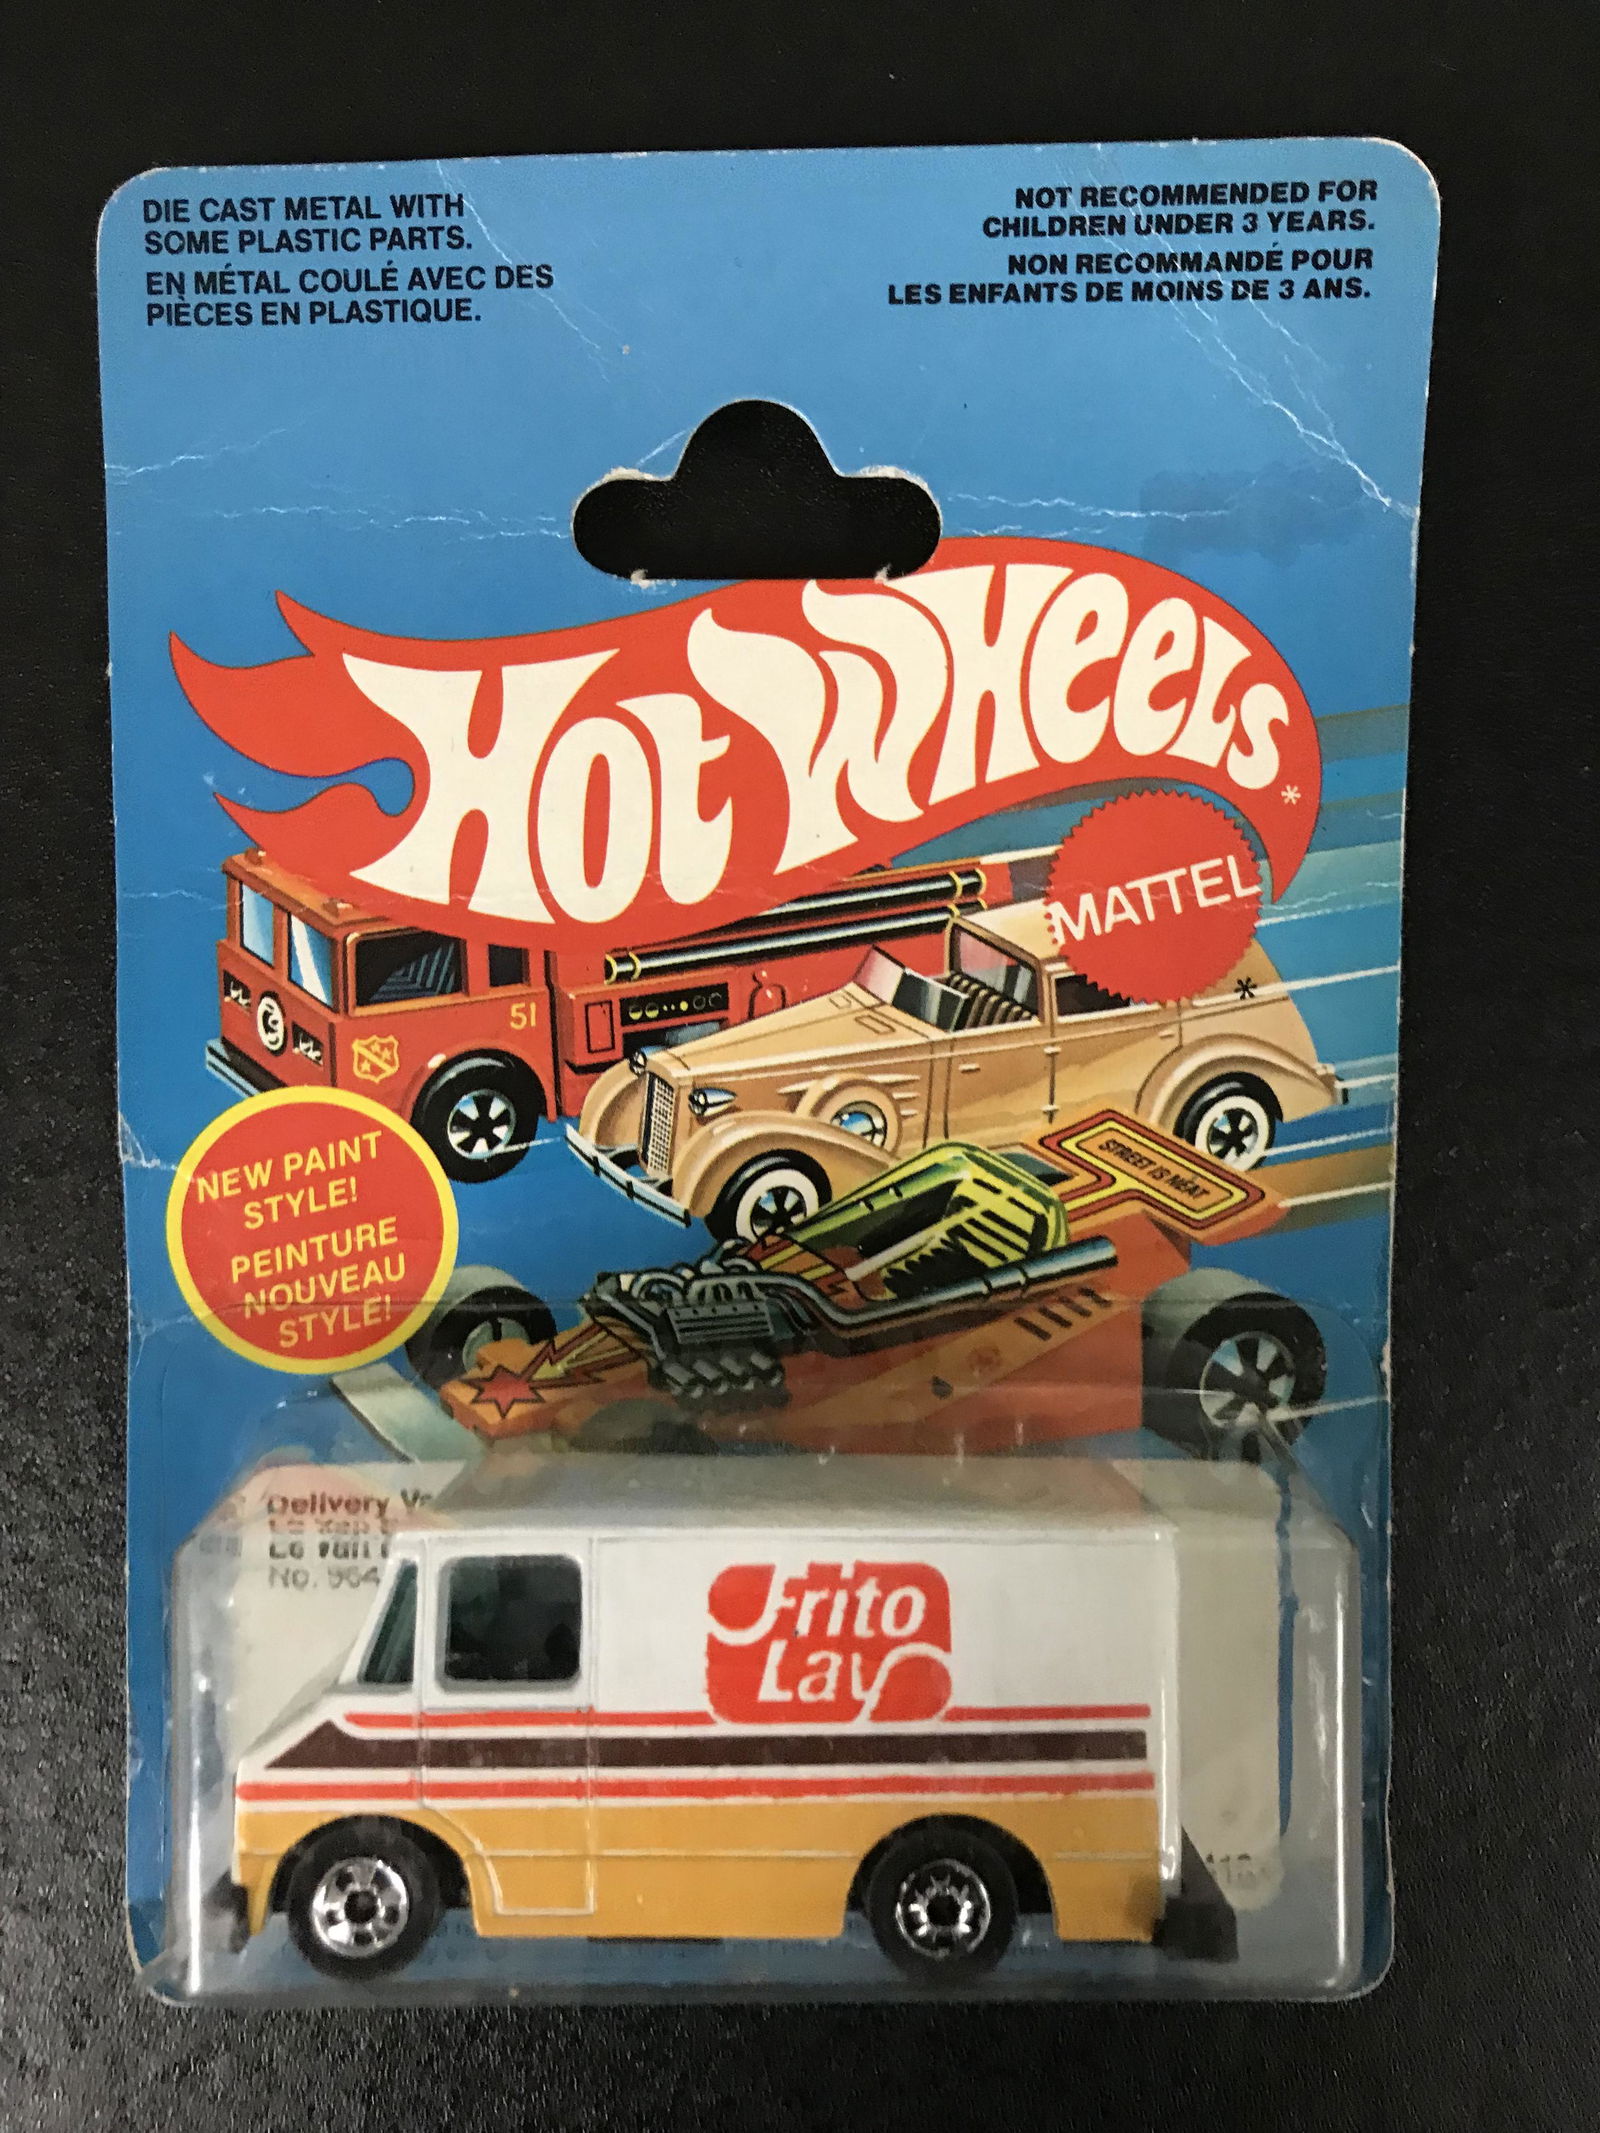 DIE CAST METAL WITH
SOME PLASTIC PARTS.
EN MÉTAL COULÉ AVEC DES
PIÈCES EN PLASTIQUE.
NOT RECOMMENDED FOR
CHILDREN UNDER 3 YEARS.
NON RECOMMANDÉ POUR
LES ENFANTS DE MOINS DE 3 ANS.
HOT WHEELS*
MATTEL
*
51
STREET IS NEAT
NEW PAINT
STYLE!
PEINTURE
NOUVEAU
STYLE!
Delivery
No. 964
Frito
Lay